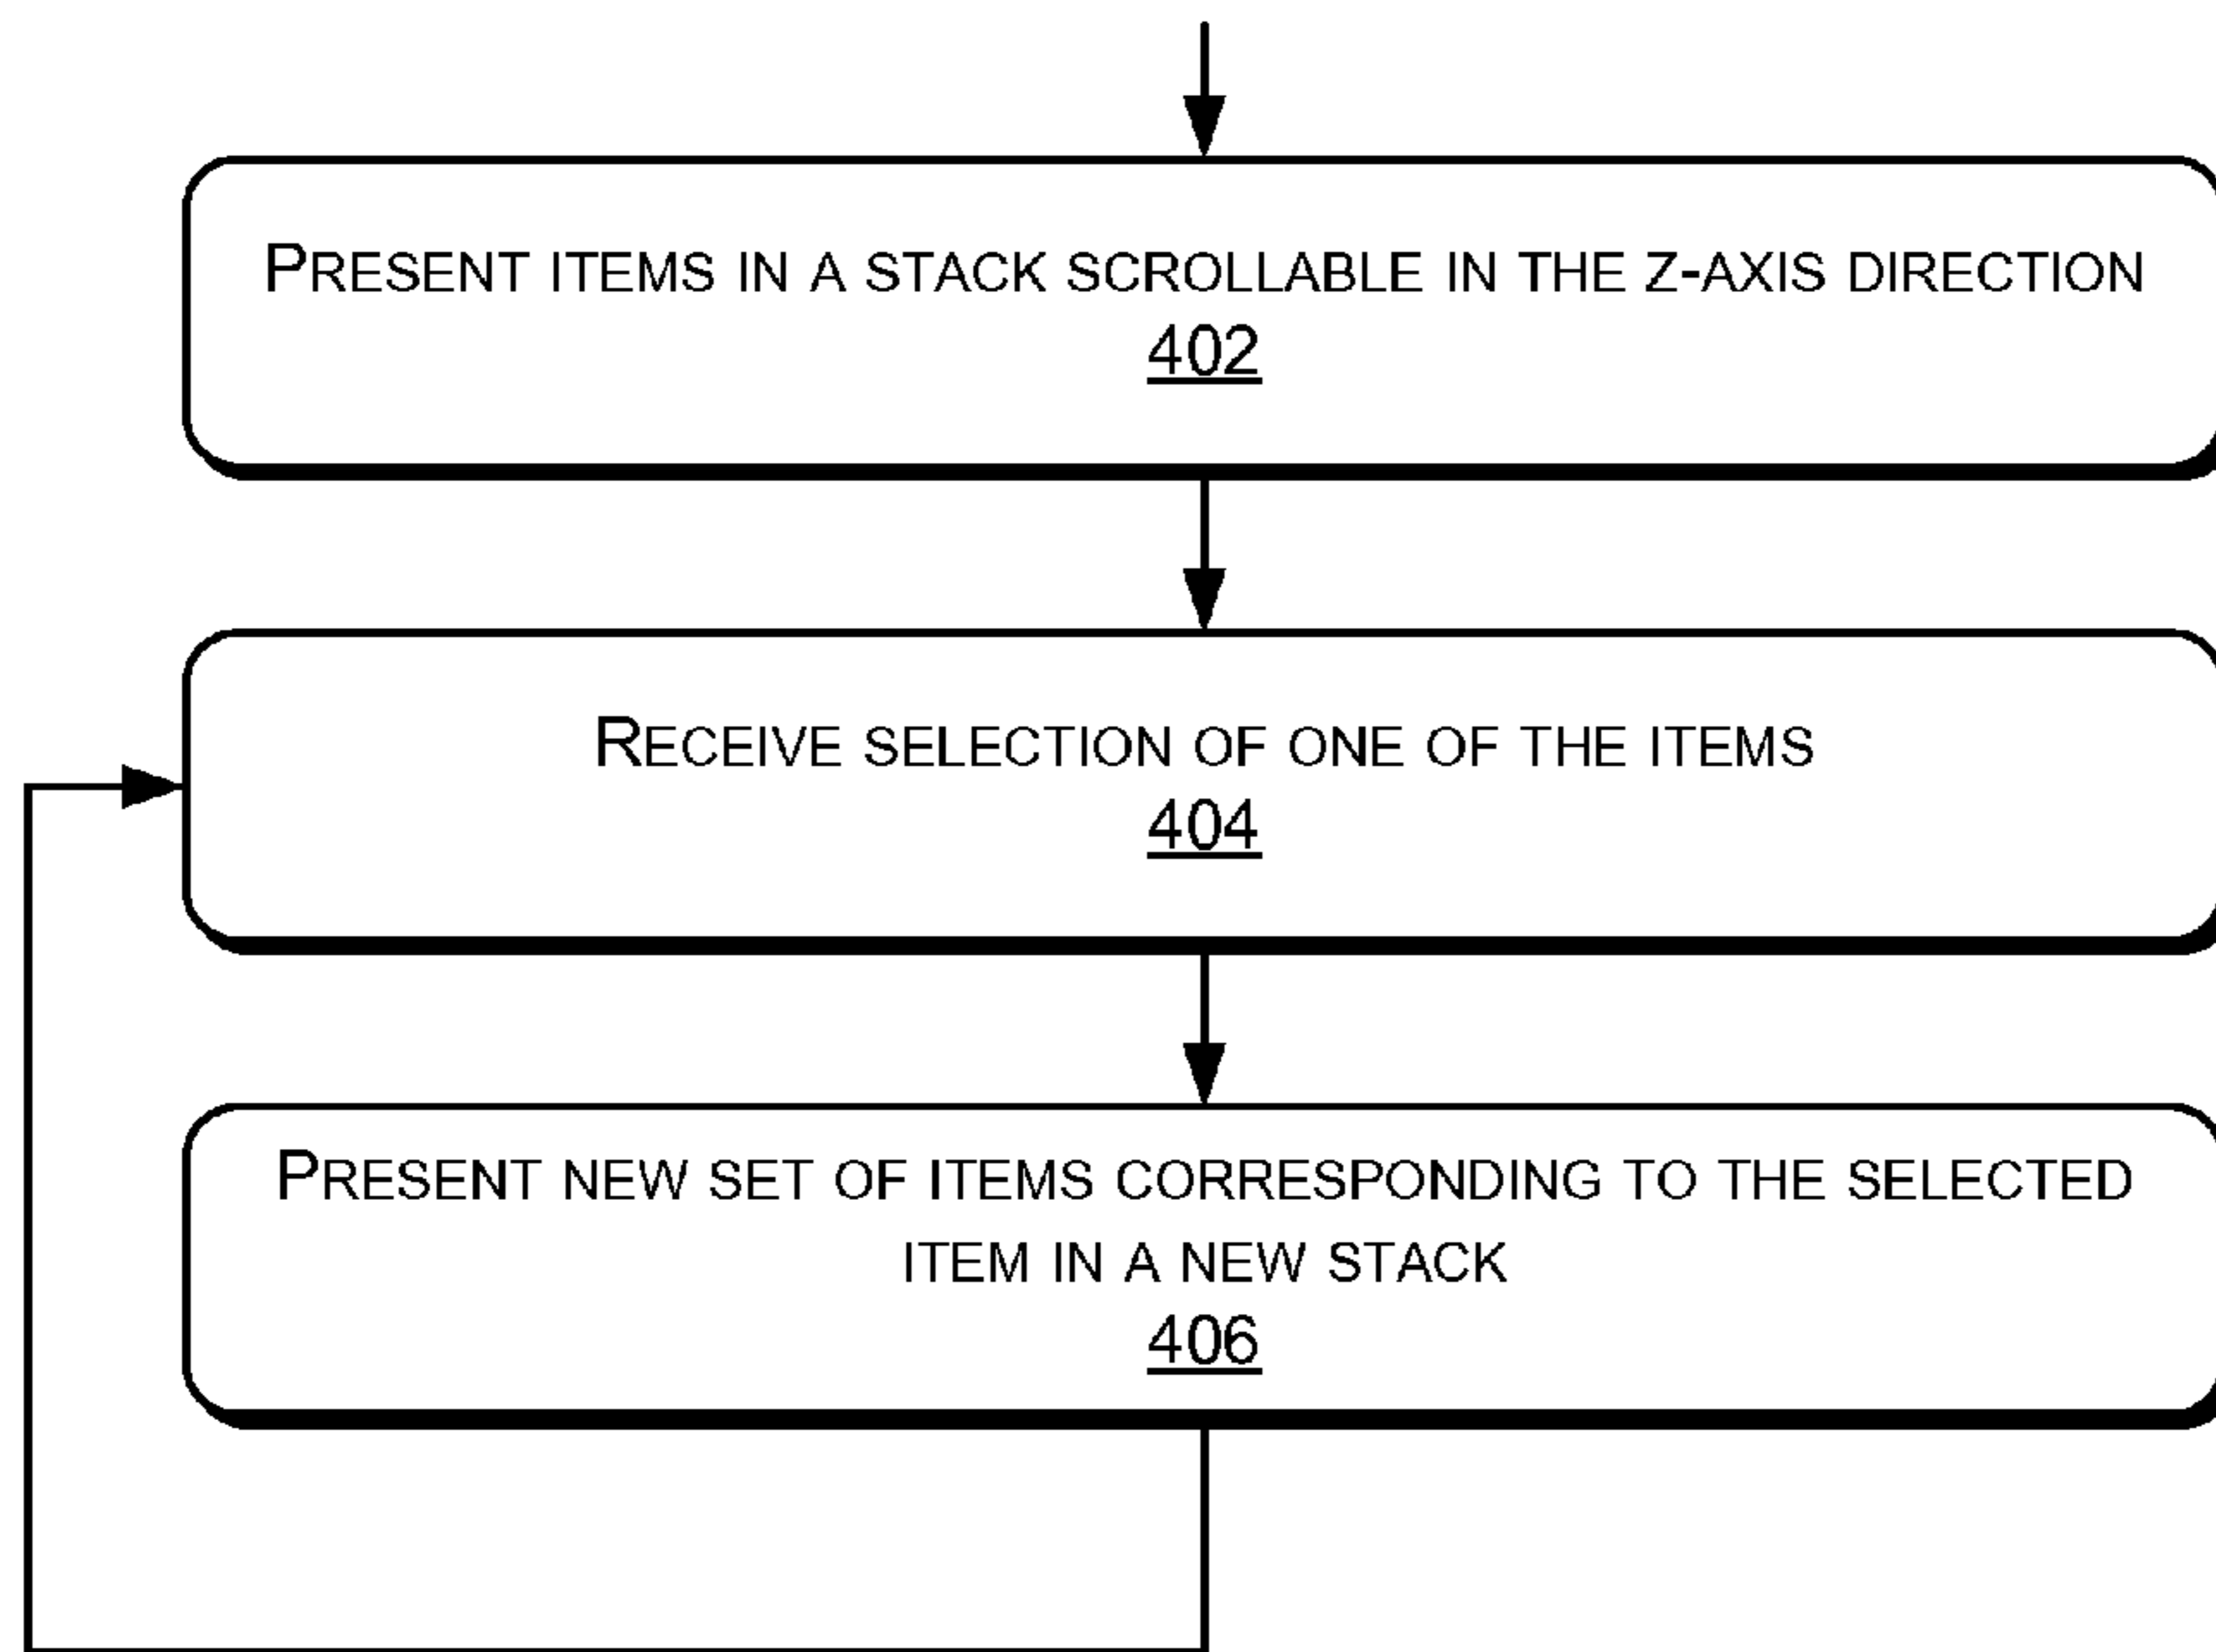 PRESENT ITEMS IN A STACK SCROLLABLE IN THE Z-AXIS DIRECTION
402
RECEIVE SELECTION OF ONE OF THE ITEMS
404
PRESENT NEW SET OF ITEMS CORRESPONDING TO THE SELECTED
ITEM IN A NEW STACK
406